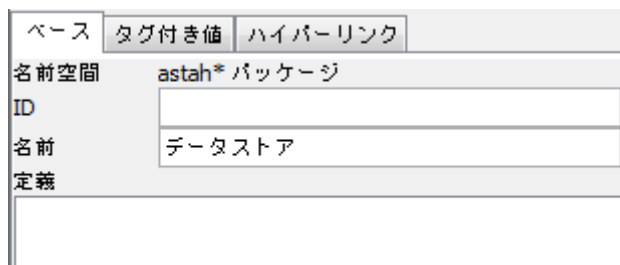 ベース タグ付き値 ハイパーリンク
名前空間 astah* パッケージ
ID
名前 データストア
定義